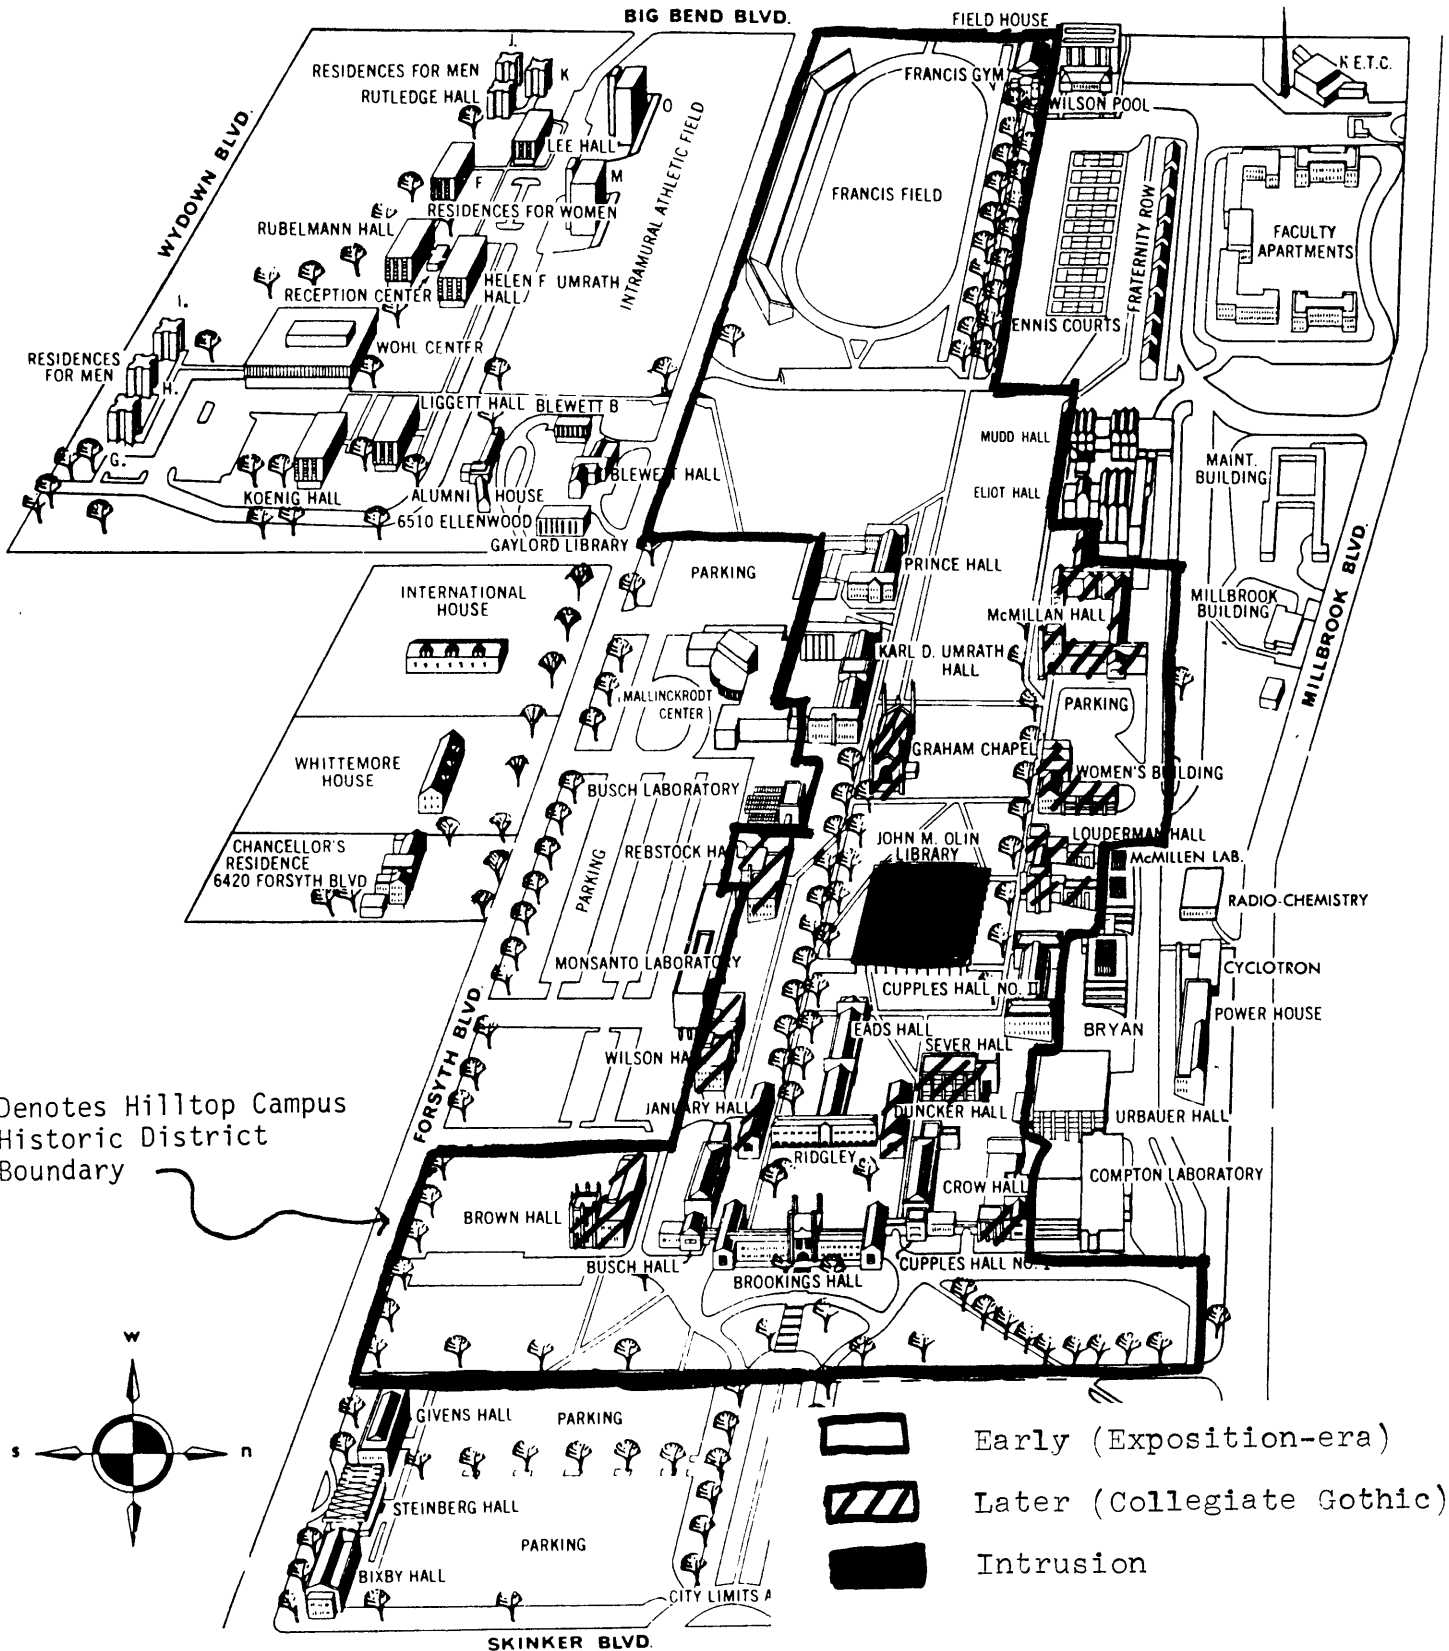 BIG BEND BLVD.
FIELD HOUSE
J.
K
RESIDENCES FOR MEN
RUTLEDGE HALL
O
FRANCIS GYM
K.E.T.C.
WILSON POOL
LEE HALL
WYDOWN BLVD.
F
M
RESIDENCES FOR WOMEN
INTRAMURAL ATHLETIC FIELD
FRANCIS FIELD
FRATERNITY ROW
FACULTY
APARTMENTS
RUBELMANN HALL
HELEN F UMRATH
HALL
RECEPTION CENTER
I.
ENNIS COURTS
WOHL CENTER
RESIDENCES
FOR MEN
H.
LIGGETT HALL
BLEWETT B
G.
MUDD HALL
MAINT.
BUILDING
BLEWETT HALL
ELIOT HALL
KOENIG HALL
ALUMNI HOUSE
6510 ELLENWOOD
GAYLORD LIBRARY
PRINCE HALL
PARKING
INTERNATIONAL
HOUSE
MILLBROOK
BUILDING
MILLBROOK BLVD.
McMILLAN HALL
KARL D. UMRATH
HALL
MALLINCKRODT
CENTER
PARKING
GRAHAM CHAPEL
WHITTEMORE
HOUSE
WOMEN'S BUILDING
BUSCH LABORATORY
JOHN M. OLIN
LIBRARY
LOUDERMAN HALL
McMILLEN LAB.
CHANCELLOR'S
RESIDENCE
6420 FORSYTH BLVD
REBSTOCK HA
PARKING
RADIO-CHEMISTRY
MONSANTO LABORATORY
CYCLOTRON
CUPPLES HALL NO. II
POWER HOUSE
BRYAN
EADS HALL
SEVER HALL
FORSYTH BLVD.
WILSON HA
JANUARY HALL
DUNCKER HALL
URBAUER HALL
Denotes Hilltop Campus
Historic District
Boundary
RIDGLEY
CROW HALL
COMPTON LABORATORY
BROWN HALL
BUSCH HALL
BROOKINGS HALL
CUPPLES HALL NO. I
W
S
N
GIVENS HALL
PARKING
Early (Exposition-era)
STEINBERG HALL
Later (Collegiate Gothic)
PARKING
Intrusion
BIXBY HALL
CITY LIMITS A
SKINKER BLVD.